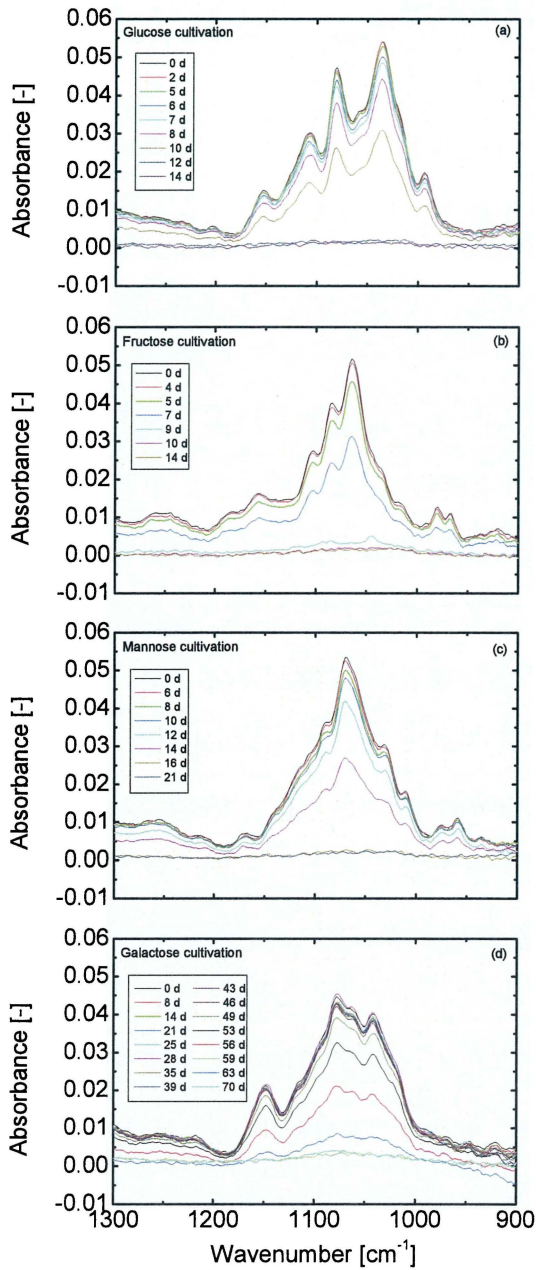 Glucose cultivation
(a)
0 d
2 d
5 d
6 d
7 d
8 d
10 d
12 d
14 d
0.06
0.05
0.04
0.03
0.02
0.01
0.00
-0.01
Absorbance [-]
Fructose cultivation
(b)
0 d
4 d
5 d
7 d
9 d
10 d
14 d
0.06
0.05
0.04
0.03
0.02
0.01
0.00
-0.01
Absorbance [-]
Mannose cultivation
(c)
0 d
6 d
8 d
10 d
12 d
14 d
16 d
21 d
0.06
0.05
0.04
0.03
0.02
0.01
0.00
-0.01
Absorbance [-]
Galactose cultivation
(d)
0 d 43 d
8 d 46 d
14 d 49 d
21 d 53 d
25 d 56 d
28 d 59 d
35 d 63 d
39 d 70 d
0.06
0.05
0.04
0.03
0.02
0.01
0.00
-0.01
Absorbance [-]
1300 1200 1100 1000 900
Wavenumber [cm⁻¹]